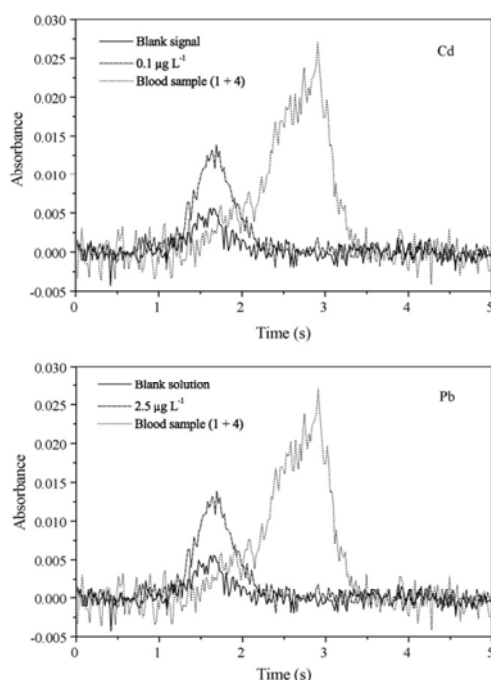 0.030
0.025
0.020
0.015
0.010
0.005
0.000
-0.005
Absorbance
Blank signal
0.1 µg L⁻¹
Blood sample (1 + 4)
Cd
0 1 2 3 4 5
Time (s)
0.030
0.025
0.020
0.015
0.010
0.005
0.000
-0.005
Absorbance
Blank solution
2.5 µg L⁻¹
Blood sample (1 + 4)
Pb
0 1 2 3 4 5
Time (s)